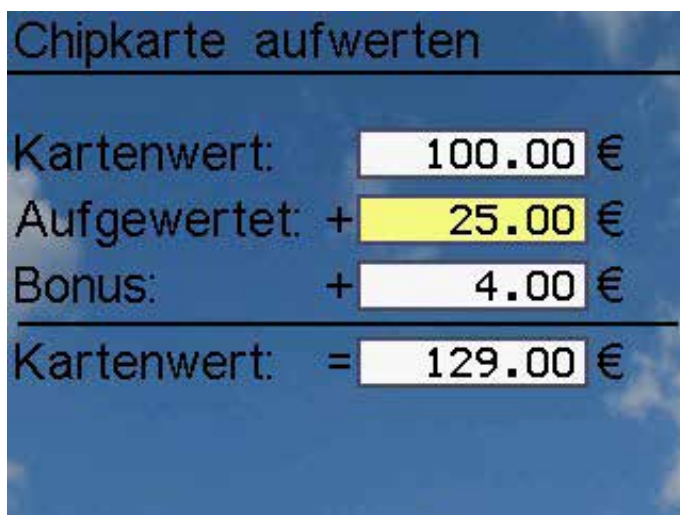 Chipkarte aufwerten
Kartenwert: 100.00 €
Aufgewertet: + 25.00 €
Bonus: + 4.00 €
Kartenwert: = 129.00 €